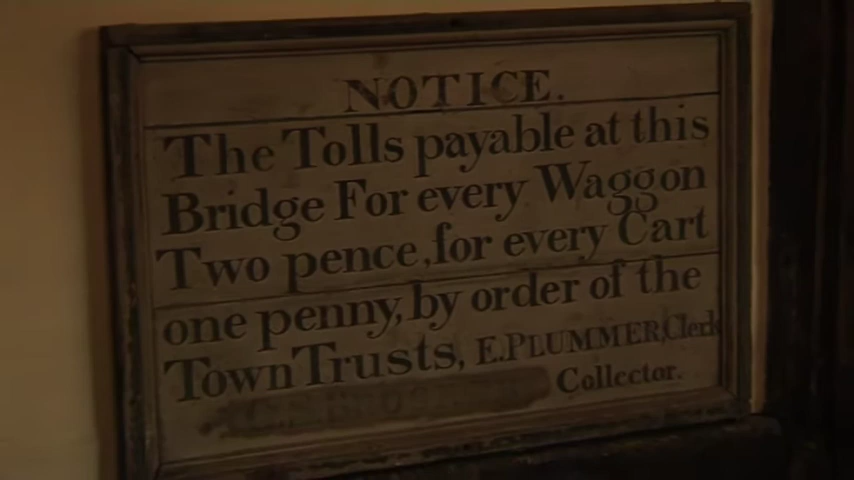 NOTICE.
The Tolls payable at this
Bridge For every Waggon
Two pence, for every Cart
one penny, by order of the
Town Trusts, E. PLUMMER, Clerk
Collector.